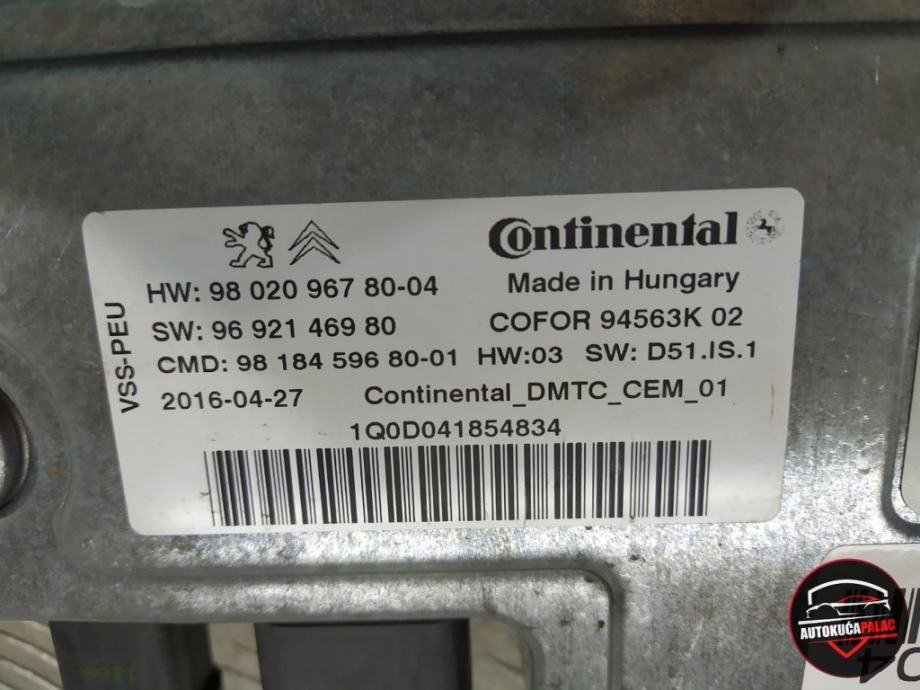 Continental
Made in Hungary
HW: 98 020 967 80-04
SW: 96 921 469 80
COFOR 94563K 02
CMD: 98 184 596 80-01 HW:03 SW: D51.IS.1
2016-04-27 Continental_DMTC_CEM_01
1Q0D041854834
VSS-PEU
1166
AUTOKUĆA PALAC